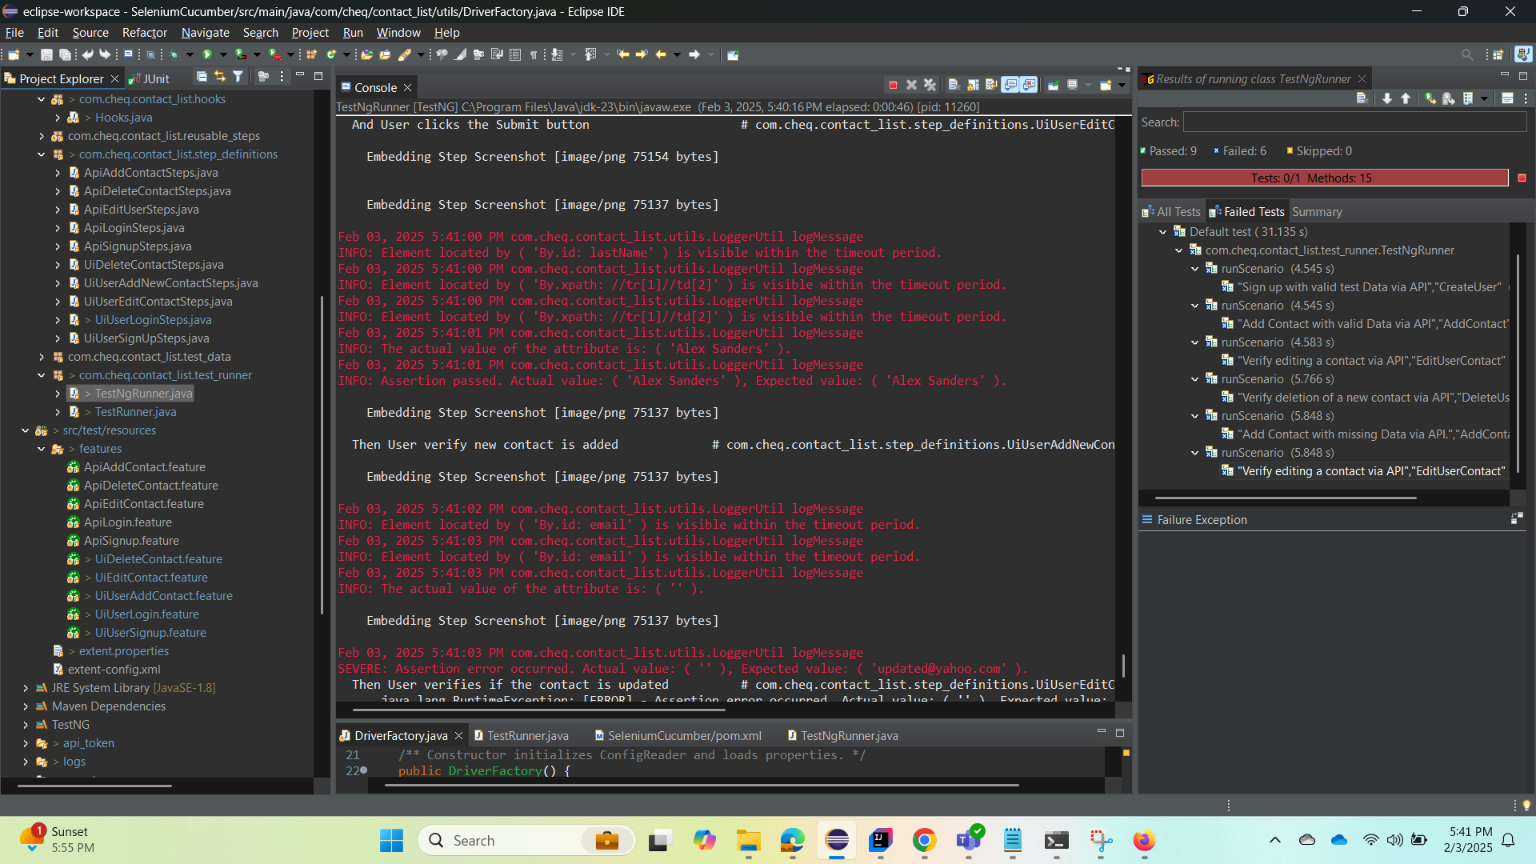 eclipse-workspace - SeleniumCucumber/src/main/java/com/cheq/contact_list/utils/DriverFactory.java - Eclipse IDE
File Edit Source Refactor Navigate Search Project Run Window Help
Project Explorer
JUnit
com.cheq.contact_list.hooks
> Hooks.java
com.cheq.contact_list.reusable_steps
> com.cheq.contact_list.step_definitions
ApiAddContactSteps.java
ApiDeleteContactSteps.java
ApiEditUserSteps.java
ApiLoginSteps.java
ApiSignupSteps.java
UiDeleteContactSteps.java
UiUserAddNewContactSteps.java
UiUserEditContactSteps.java
> UiUserLoginSteps.java
UiUserSignUpSteps.java
com.cheq.contact_list.test_data
> com.cheq.contact_list.test_runner
> TestNgRunner.java
> TestRunner.java
> src/test/resources
> features
ApiAddContact.feature
ApiDeleteContact.feature
ApiEditContact.feature
ApiLogin.feature
ApiSignup.feature
> UiDeleteContact.feature
> UiEditContact.feature
> UiUserAddContact.feature
> UiUserLogin.feature
> UiUserSignup.feature
> extent.properties
extent-config.xml
JRE System Library [JavaSE-1.8]
Maven Dependencies
TestNG
> api_token
> logs
Console
TestNgRunner [TestNG] C:\Program Files\Java\jdk-23\bin\javaw.exe (Feb 3, 2025, 5:40:16 PM elapsed: 0:00:46) [pid: 11260]
And User clicks the Submit button # com.cheq.contact_list.step_definitions.UiUserEditC
Embedding Step Screenshot [image/png 75154 bytes]
Embedding Step Screenshot [image/png 75137 bytes]
Feb 03, 2025 5:41:00 PM com.cheq.contact_list.utils.LoggerUtil logMessage
INFO: Element located by ( 'By.id: lastName' ) is visible within the timeout period.
Feb 03, 2025 5:41:00 PM com.cheq.contact_list.utils.LoggerUtil logMessage
INFO: Element located by ( 'By.xpath: //tr[1]//td[2]' ) is visible within the timeout period.
Feb 03, 2025 5:41:00 PM com.cheq.contact_list.utils.LoggerUtil logMessage
INFO: Element located by ( 'By.xpath: //tr[1]//td[2]' ) is visible within the timeout period.
Feb 03, 2025 5:41:01 PM com.cheq.contact_list.utils.LoggerUtil logMessage
INFO: The actual value of the attribute is: ( 'Alex Sanders' ).
Feb 03, 2025 5:41:01 PM com.cheq.contact_list.utils.LoggerUtil logMessage
INFO: Assertion passed. Actual value: ( 'Alex Sanders' ), Expected value: ( 'Alex Sanders' ).
Embedding Step Screenshot [image/png 75137 bytes]
Then User verify new contact is added # com.cheq.contact_list.step_definitions.UiUserAddNewCon
Embedding Step Screenshot [image/png 75137 bytes]
Feb 03, 2025 5:41:02 PM com.cheq.contact_list.utils.LoggerUtil logMessage
INFO: Element located by ( 'By.id: email' ) is visible within the timeout period.
Feb 03, 2025 5:41:03 PM com.cheq.contact_list.utils.LoggerUtil logMessage
INFO: Element located by ( 'By.id: email' ) is visible within the timeout period.
Feb 03, 2025 5:41:03 PM com.cheq.contact_list.utils.LoggerUtil logMessage
INFO: The actual value of the attribute is: ( '' ).
Embedding Step Screenshot [image/png 75137 bytes]
Feb 03, 2025 5:41:03 PM com.cheq.contact_list.utils.LoggerUtil logMessage
SEVERE: Assertion error occurred. Actual value: ( '' ), Expected value: ( 'updated@yahoo.com' ).
Then User verifies if the contact is updated # com.cheq.contact_list.step_definitions.UiUserEditC
java.lang.RuntimeException: [ERROR] - Assertion error occurred. Actual value: ( '' ), Expected value:
DriverFactory.java TestRunner.java SeleniumCucumber/pom.xml TestNgRunner.java
21 /** Constructor initializes ConfigReader and loads properties. */
22 public DriverFactory() {
Results of running class TestNgRunner
Search:
Passed: 9 Failed: 6 Skipped: 0
Tests: 0/1 Methods: 15
All Tests Failed Tests Summary
Default test ( 31.135 s)
com.cheq.contact_list.test_runner.TestNgRunner
runScenario (4.545 s)
"Sign up with valid test Data via API","CreateUser"
runScenario (4.545 s)
"Add Contact with valid Data via API","AddContact"
runScenario (4.583 s)
"Verify editing a contact via API","EditUserContact"
runScenario (5.766 s)
"Verify deletion of a new contact via API","DeleteUs
runScenario (5.848 s)
"Add Contact with missing Data via API.","AddConta
runScenario (5.848 s)
"Verify editing a contact via API","EditUserContact"
Failure Exception
1
Sunset
5:55 PM
Search
5:41 PM
2/3/2025